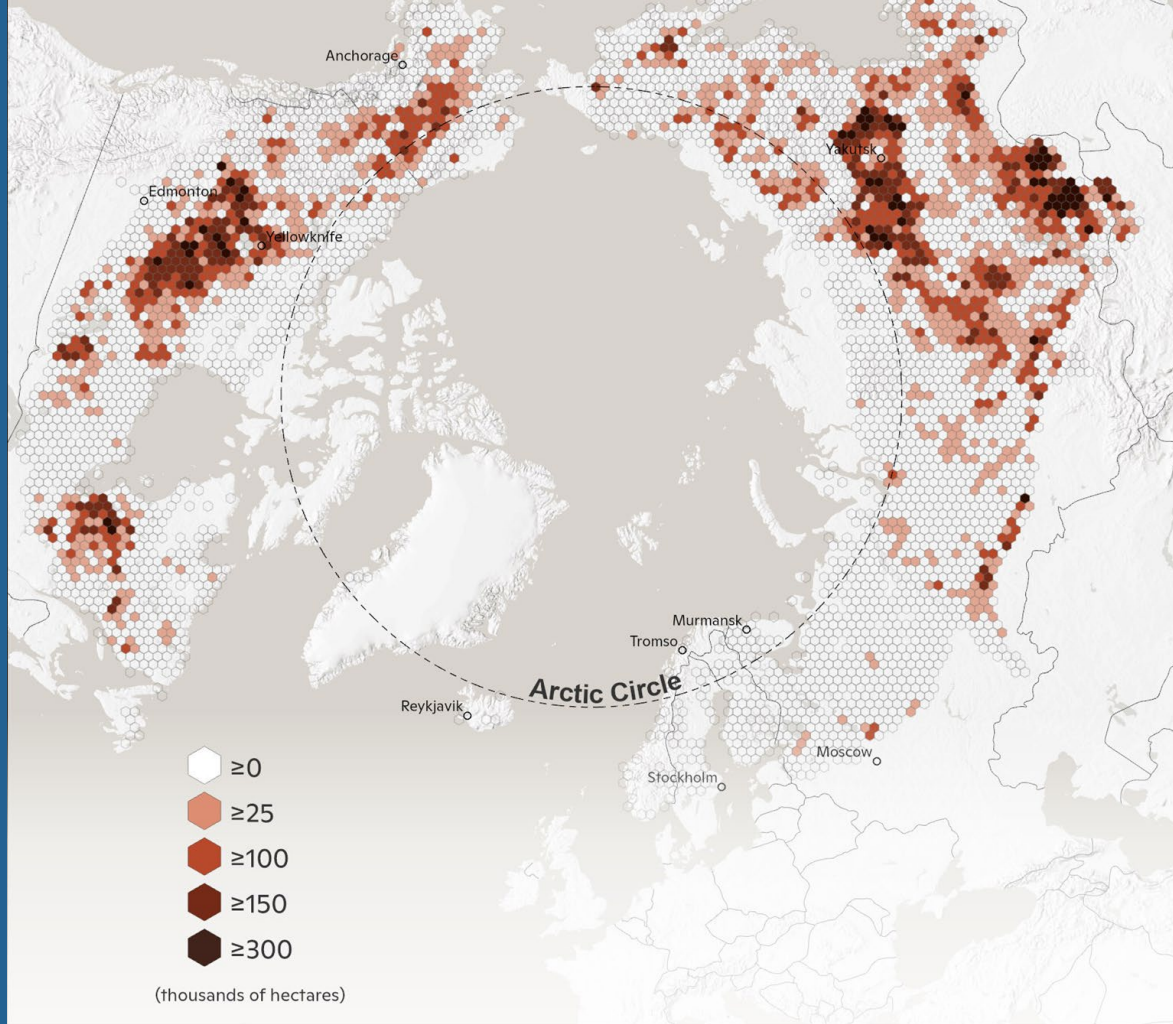 Anchorage
Yakutsk
Edmonton
Yellowknife
Murmansk
Tromso
Arctic Circle
Reykjavik
Moscow
Stockholm
≥0
≥25
≥100
≥150
≥300
(thousands of hectares)